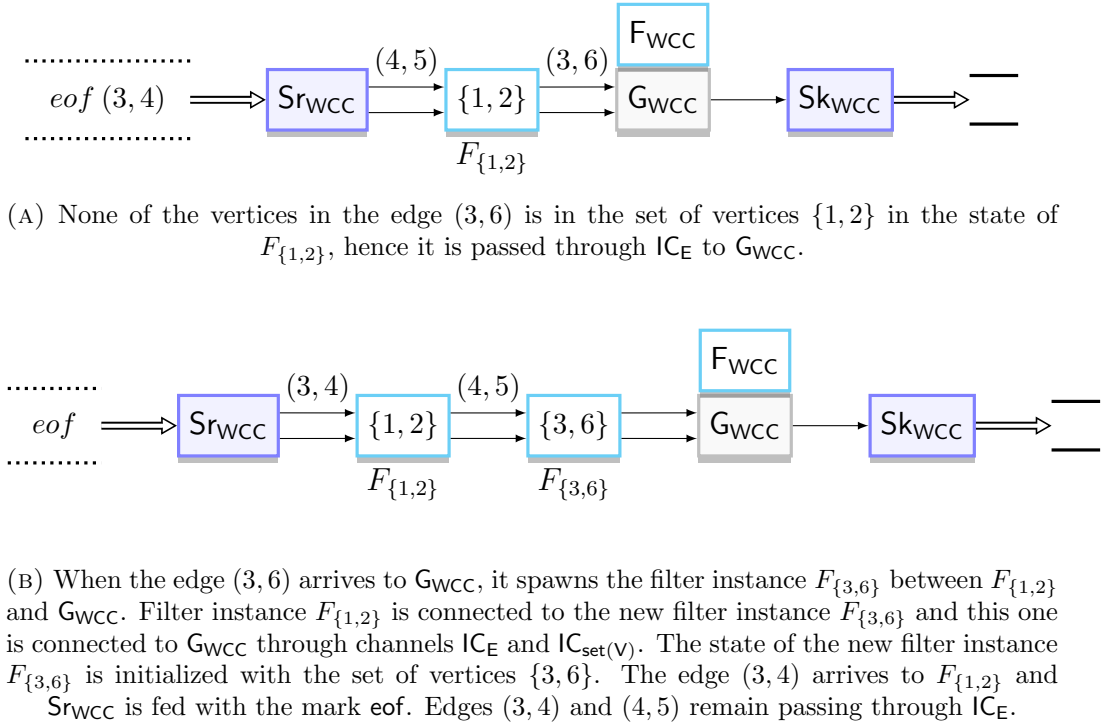 eof (3, 4) Sr_WCC (4, 5) {1, 2} (3, 6) F_WCC G_WCC Sk_WCC
F_{1,2}
(A) None of the vertices in the edge (3, 6) is in the set of vertices {1, 2} in the state of
F_{1,2}, hence it is passed through IC_E to G_WCC.
eof Sr_WCC (3, 4) {1, 2} (4, 5) {3, 6} F_WCC G_WCC Sk_WCC
F_{1,2} F_{3,6}
(B) When the edge (3, 6) arrives to G_WCC, it spawns the filter instance F_{3,6} between F_{1,2}
and G_WCC. Filter instance F_{1,2} is connected to the new filter instance F_{3,6} and this one
is connected to G_WCC through channels IC_E and IC_set(V). The state of the new filter instance
F_{3,6} is initialized with the set of vertices {3, 6}. The edge (3, 4) arrives to F_{1,2} and
Sr_WCC is fed with the mark eof. Edges (3, 4) and (4, 5) remain passing through IC_E.